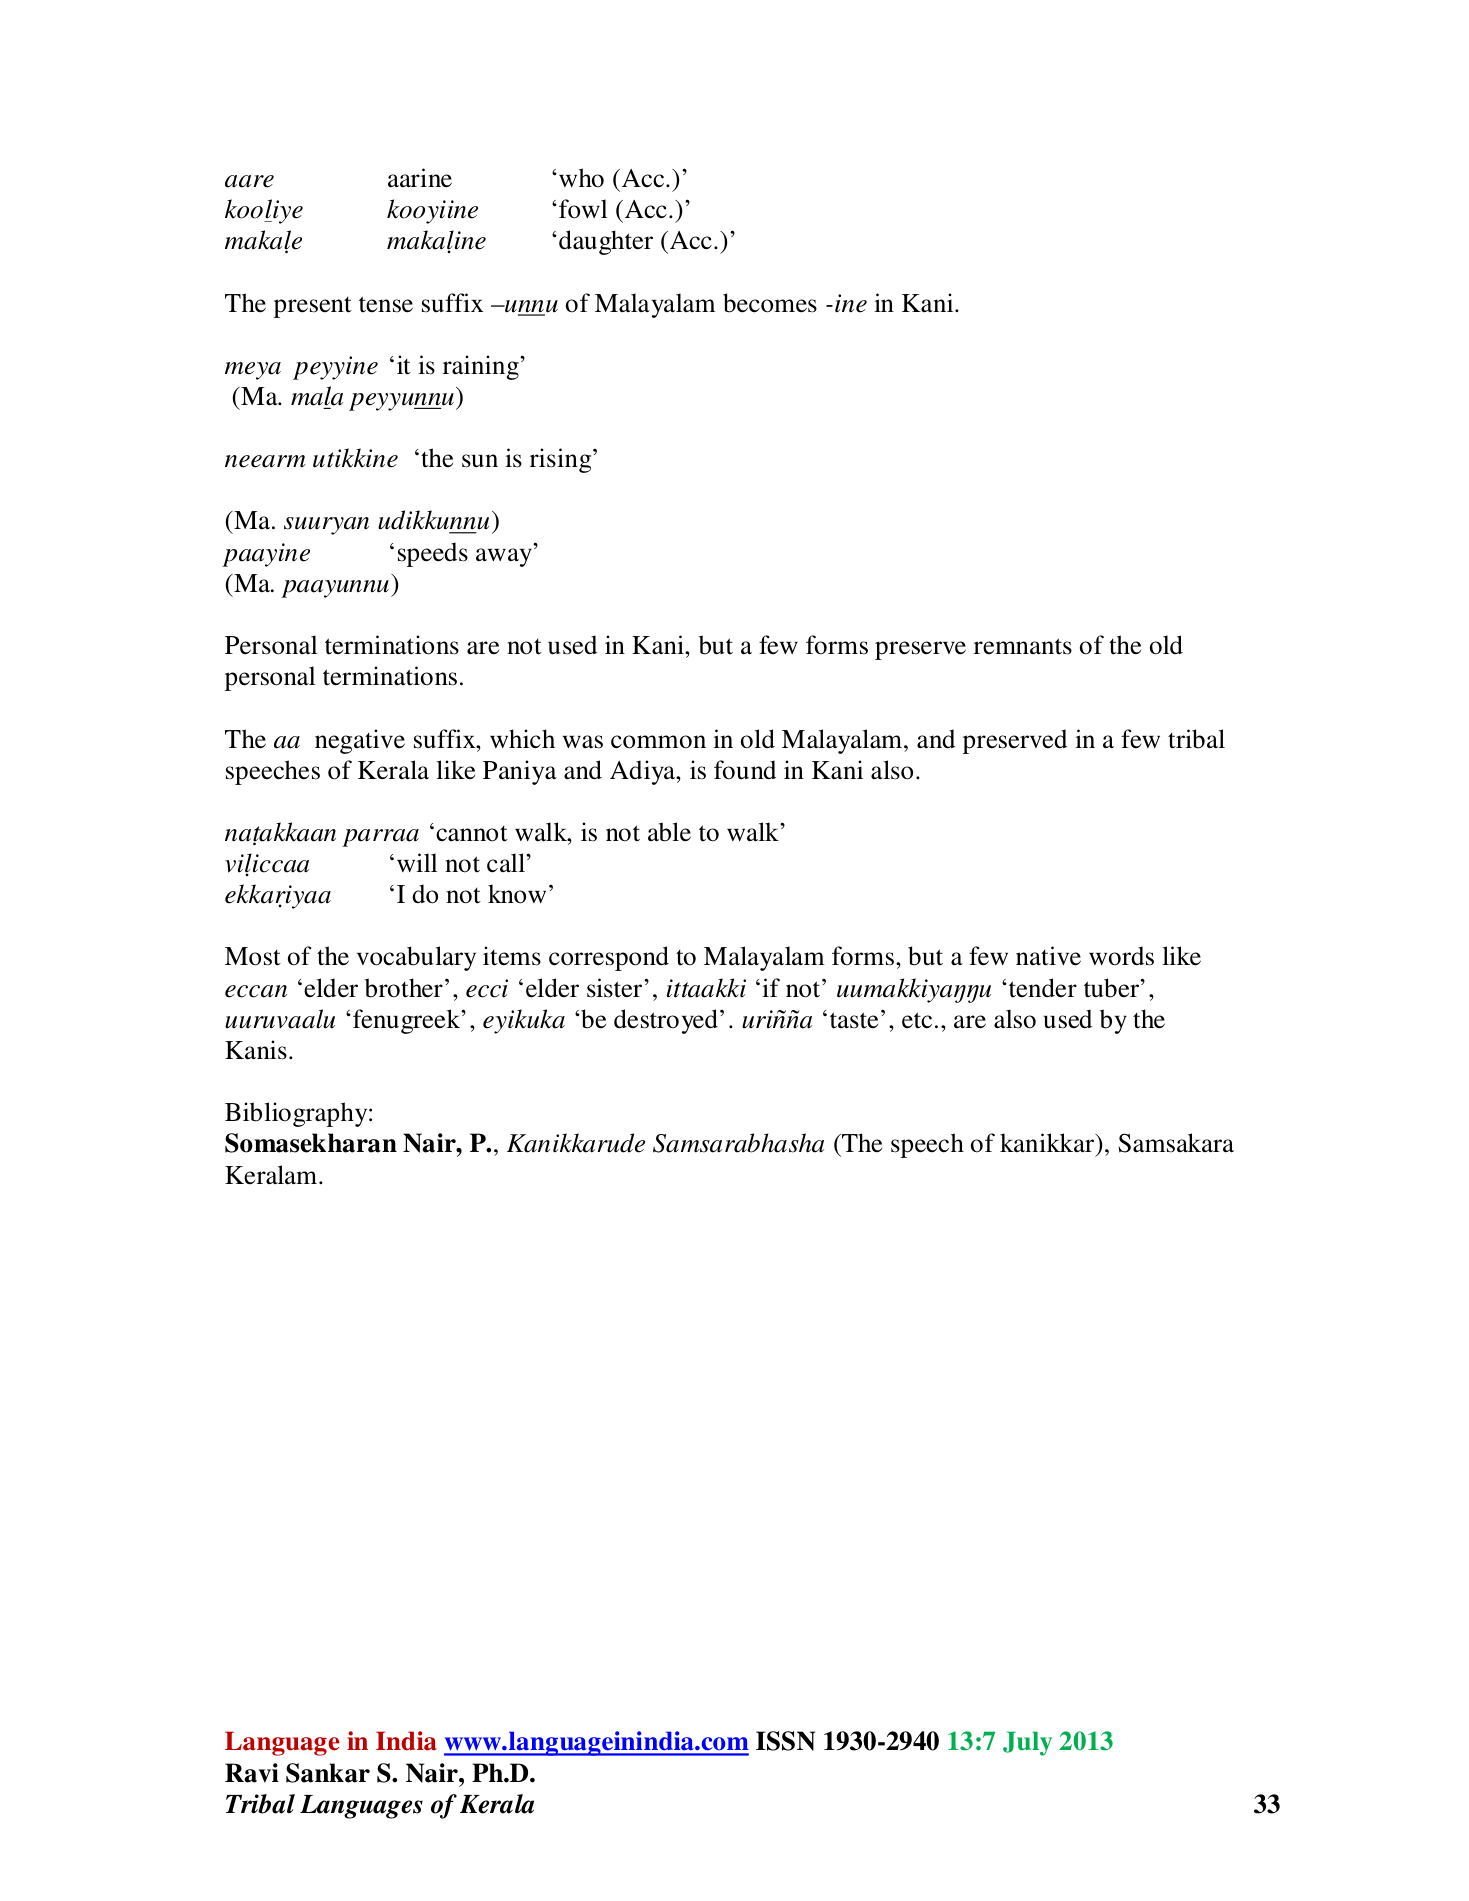 aare aarine ‘who (Acc.)’
kooḻiye kooyiine ‘fowl (Acc.)’
makaḷe makaḷine ‘daughter (Acc.)’
The present tense suffix –unnu of Malayalam becomes -ine in Kani.
meya peyyine ‘it is raining’
(Ma. maḻa peyyunnu)
neearm utikkine ‘the sun is rising’
(Ma. suuryan udikkunnu)
paayine ‘speeds away’
(Ma. paayunnu)
Personal terminations are not used in Kani, but a few forms preserve remnants of the old
personal terminations.
The aa negative suffix, which was common in old Malayalam, and preserved in a few tribal
speeches of Kerala like Paniya and Adiya, is found in Kani also.
naṭakkaan parraa ‘cannot walk, is not able to walk’
viḷiccaa ‘will not call’
ekkaṛiyaa ‘I do not know’
Most of the vocabulary items correspond to Malayalam forms, but a few native words like
eccan ‘elder brother’, ecci ‘elder sister’, ittaakki ‘if not’ uumakkiyaŋŋu ‘tender tuber’,
uuruvaalu ‘fenugreek’, eyikuka ‘be destroyed’. uriñña ‘taste’, etc., are also used by the
Kanis.
Bibliography:
Somasekharan Nair, P., Kanikkarude Samsarabhasha (The speech of kanikkar), Samsakara
Keralam.
Language in India www.languageinindia.com ISSN 1930-2940 13:7 July 2013
Ravi Sankar S. Nair, Ph.D.
Tribal Languages of Kerala 33